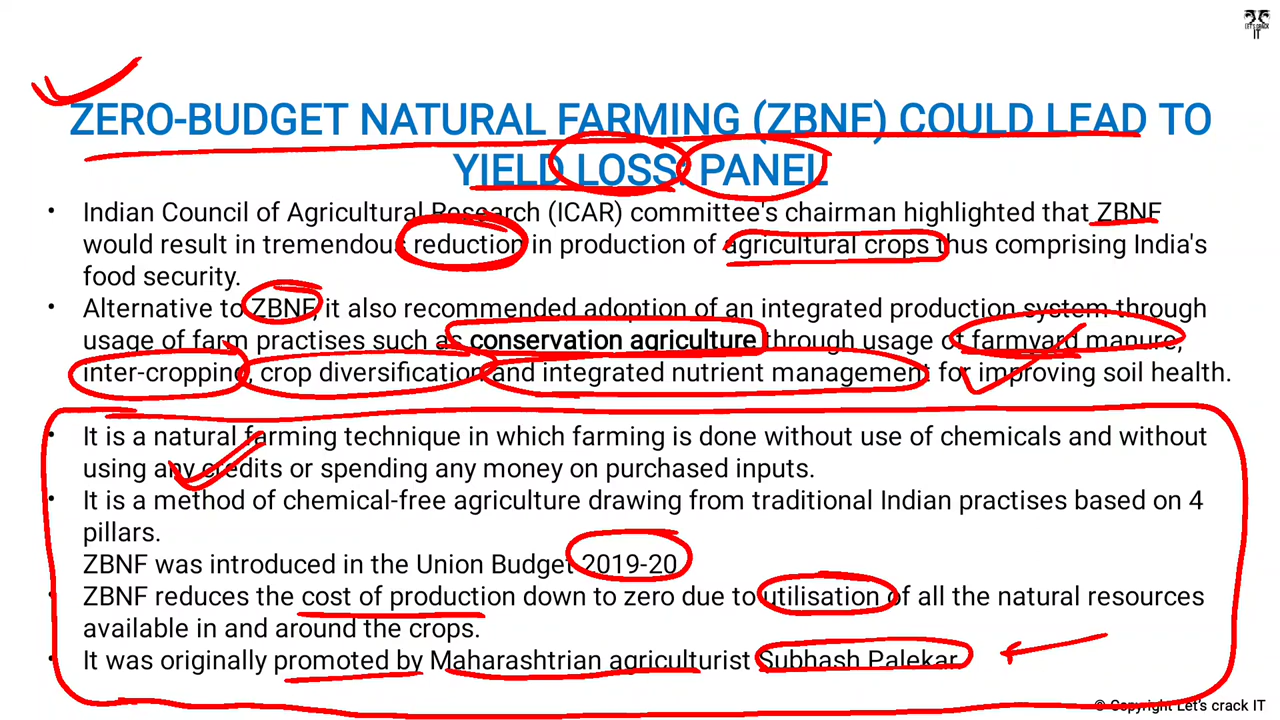 LET'S CRACK
IT
ZERO-BUDGET NATURAL FARMING (ZBNF) COULD LEAD TO
YIELD LOSS: PANEL
• Indian Council of Agricultural Research (ICAR) committee's chairman highlighted that ZBNF
would result in tremendous reduction in production of agricultural crops thus comprising India's
food security.
• Alternative to ZBNF, it also recommended adoption of an integrated production system through
usage of farm practises such as conservation agriculture through usage of farmyard manure,
inter-cropping, crop diversification and integrated nutrient management for improving soil health.
• It is a natural farming technique in which farming is done without use of chemicals and without
using any credits or spending any money on purchased inputs.
• It is a method of chemical-free agriculture drawing from traditional Indian practises based on 4
pillars.
ZBNF was introduced in the Union Budget 2019-20
• ZBNF reduces the cost of production down to zero due to utilisation of all the natural resources
available in and around the crops.
• It was originally promoted by Maharashtrian agriculturist Subhash Palekar
© Copyright Let's crack IT